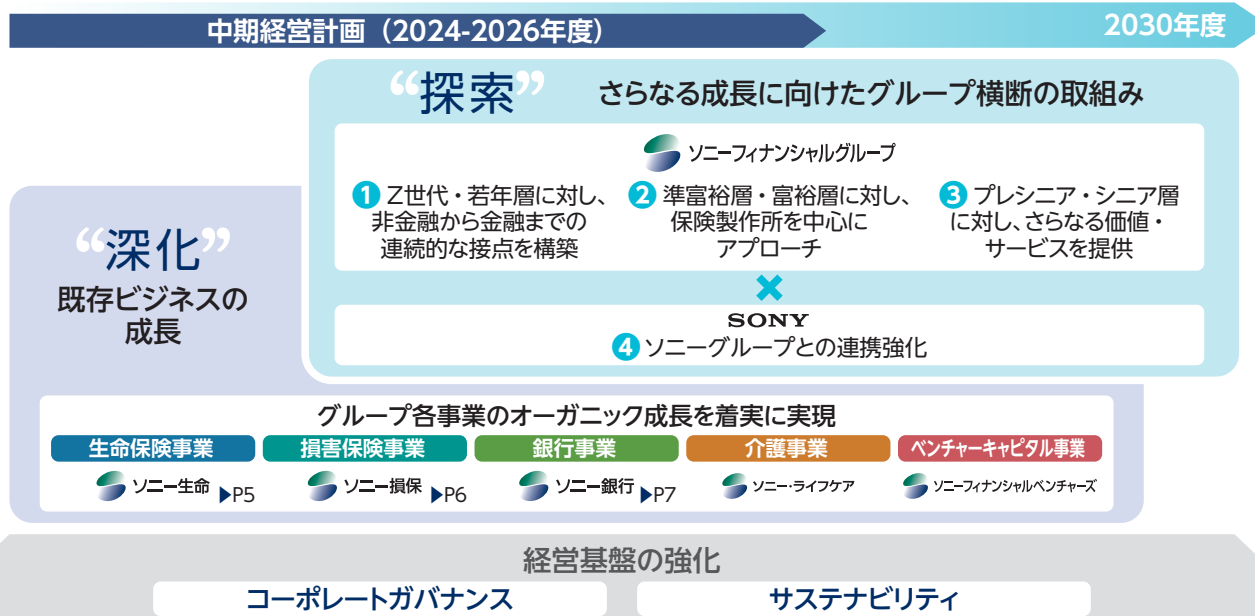 中期経営計画（2024-2026年度）
2030年度
“探索” さらなる成長に向けたグループ横断の取組み
ソニーフィナンシャルグループ
1 Z世代・若年層に対し、
非金融から金融までの
連続的な接点を構築
2 準富裕層・富裕層に対し、
保険製作所を中心に
アプローチ
3 プレシニア・シニア層
に対し、さらなる価値・
サービスを提供
×
SONY
4 ソニーグループとの連携強化
“深化”
既存ビジネスの
成長
グループ各事業のオーガニック成長を着実に実現
生命保険事業
ソニー生命 ▶P5
損害保険事業
ソニー損保 ▶P6
銀行事業
ソニー銀行 ▶P7
介護事業
ソニー・ライフケア
ベンチャーキャピタル事業
ソニーフィナンシャルベンチャーズ
経営基盤の強化
コーポレートガバナンス
サステナビリティ